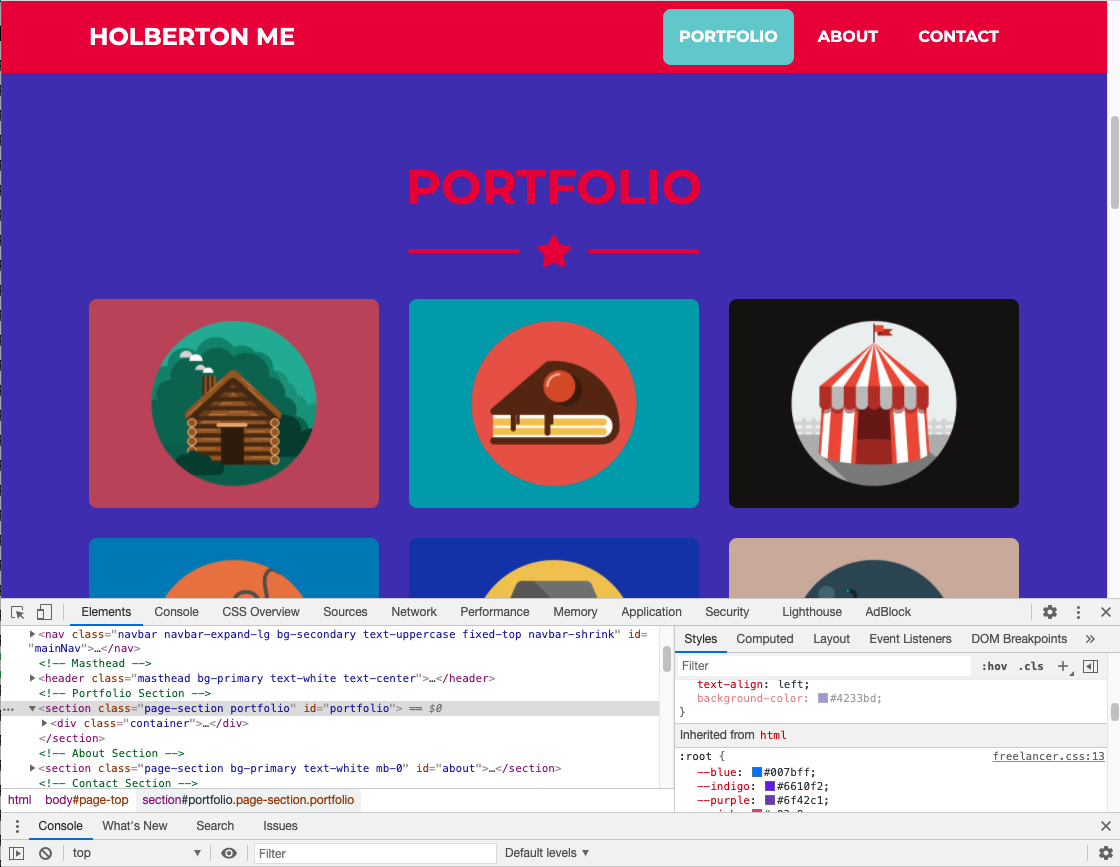 HOLBERTON ME PORTFOLIO ABOUT CONTACT
PORTFOLIO
Elements Console CSS Overview Sources Network Performance Memory Application Security Lighthouse AdBlock
<nav class="navbar navbar-expand-lg bg-secondary text-uppercase fixed-top navbar-shrink" id=
"mainNav">…</nav>
<!-- Masthead -->
<header class="masthead bg-primary text-white text-center">…</header>
<!-- Portfolio Section -->
<section class="page-section portfolio" id="portfolio"> == $0
<div class="container">…</div>
</section>
<!-- About Section -->
<section class="page-section bg-primary text-white mb-0" id="about">…</section>
<!-- Contact Section -->
html body#page-top section#portfolio.page-section.portfolio
Styles Computed Layout Event Listeners DOM Breakpoints »
Filter :hov .cls +
text-align: left;
background-color: #4233bd;
}
Inherited from html
:root { freelancer.css:13
--blue: #007bff;
--indigo: #6610f2;
--purple: #6f42c1;
Console What's New Search Issues
top Filter Default levels ▼